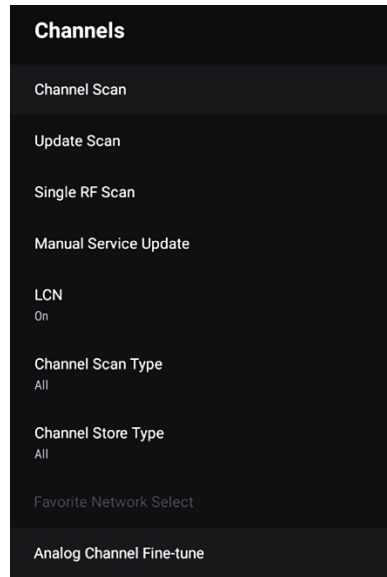 Channels
Channel Scan
Update Scan
Single RF Scan
Manual Service Update
LCN
On
Channel Scan Type
All
Channel Store Type
All
Favorite Network Select
Analog Channel Fine-tune